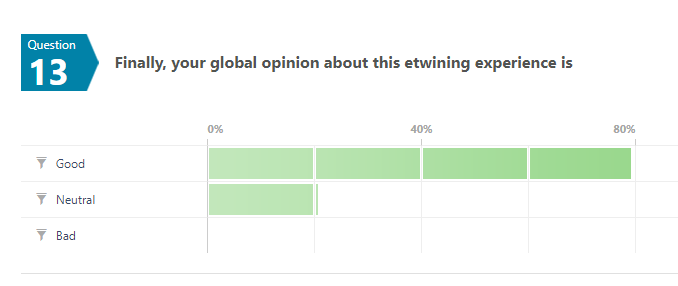 Question
13
Finally, your global opinion about this etwining experience is
0% 40% 80%
Good
Neutral
Bad